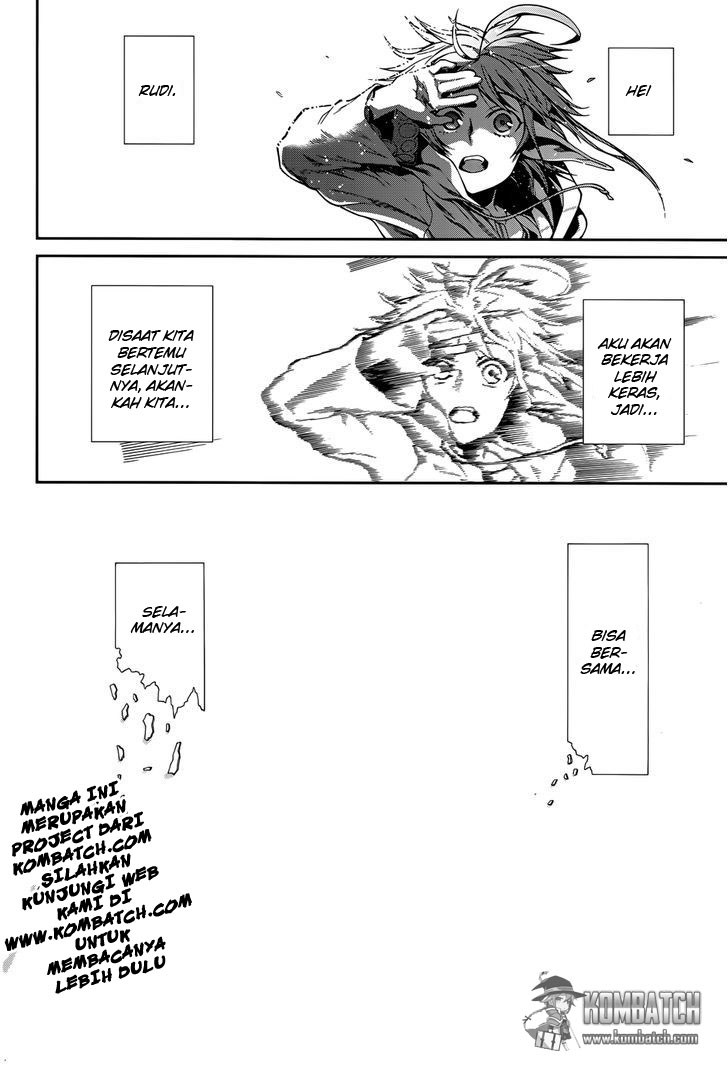 HEI
RUDI.
AKU AKAN
BEKERJA
LEBIH
KERAS,
JADI...
DISAAT KITA
BERTEMU
SELANJUT-
NYA, AKAN-
KAH KITA...
BISA
BER-
SAMA...
SELA-
MANYA...
MANGA INI
MERUPAKAN
PROJECT DARI
KOMBATCH.COM
SILAHKAN
KUNJUNGI WEB
KAMI DI
WWW.KOMBATCH.COM
UNTUK
MEMBACANYA
LEBIH DULU
KOMBATCH
www.kombatch.com